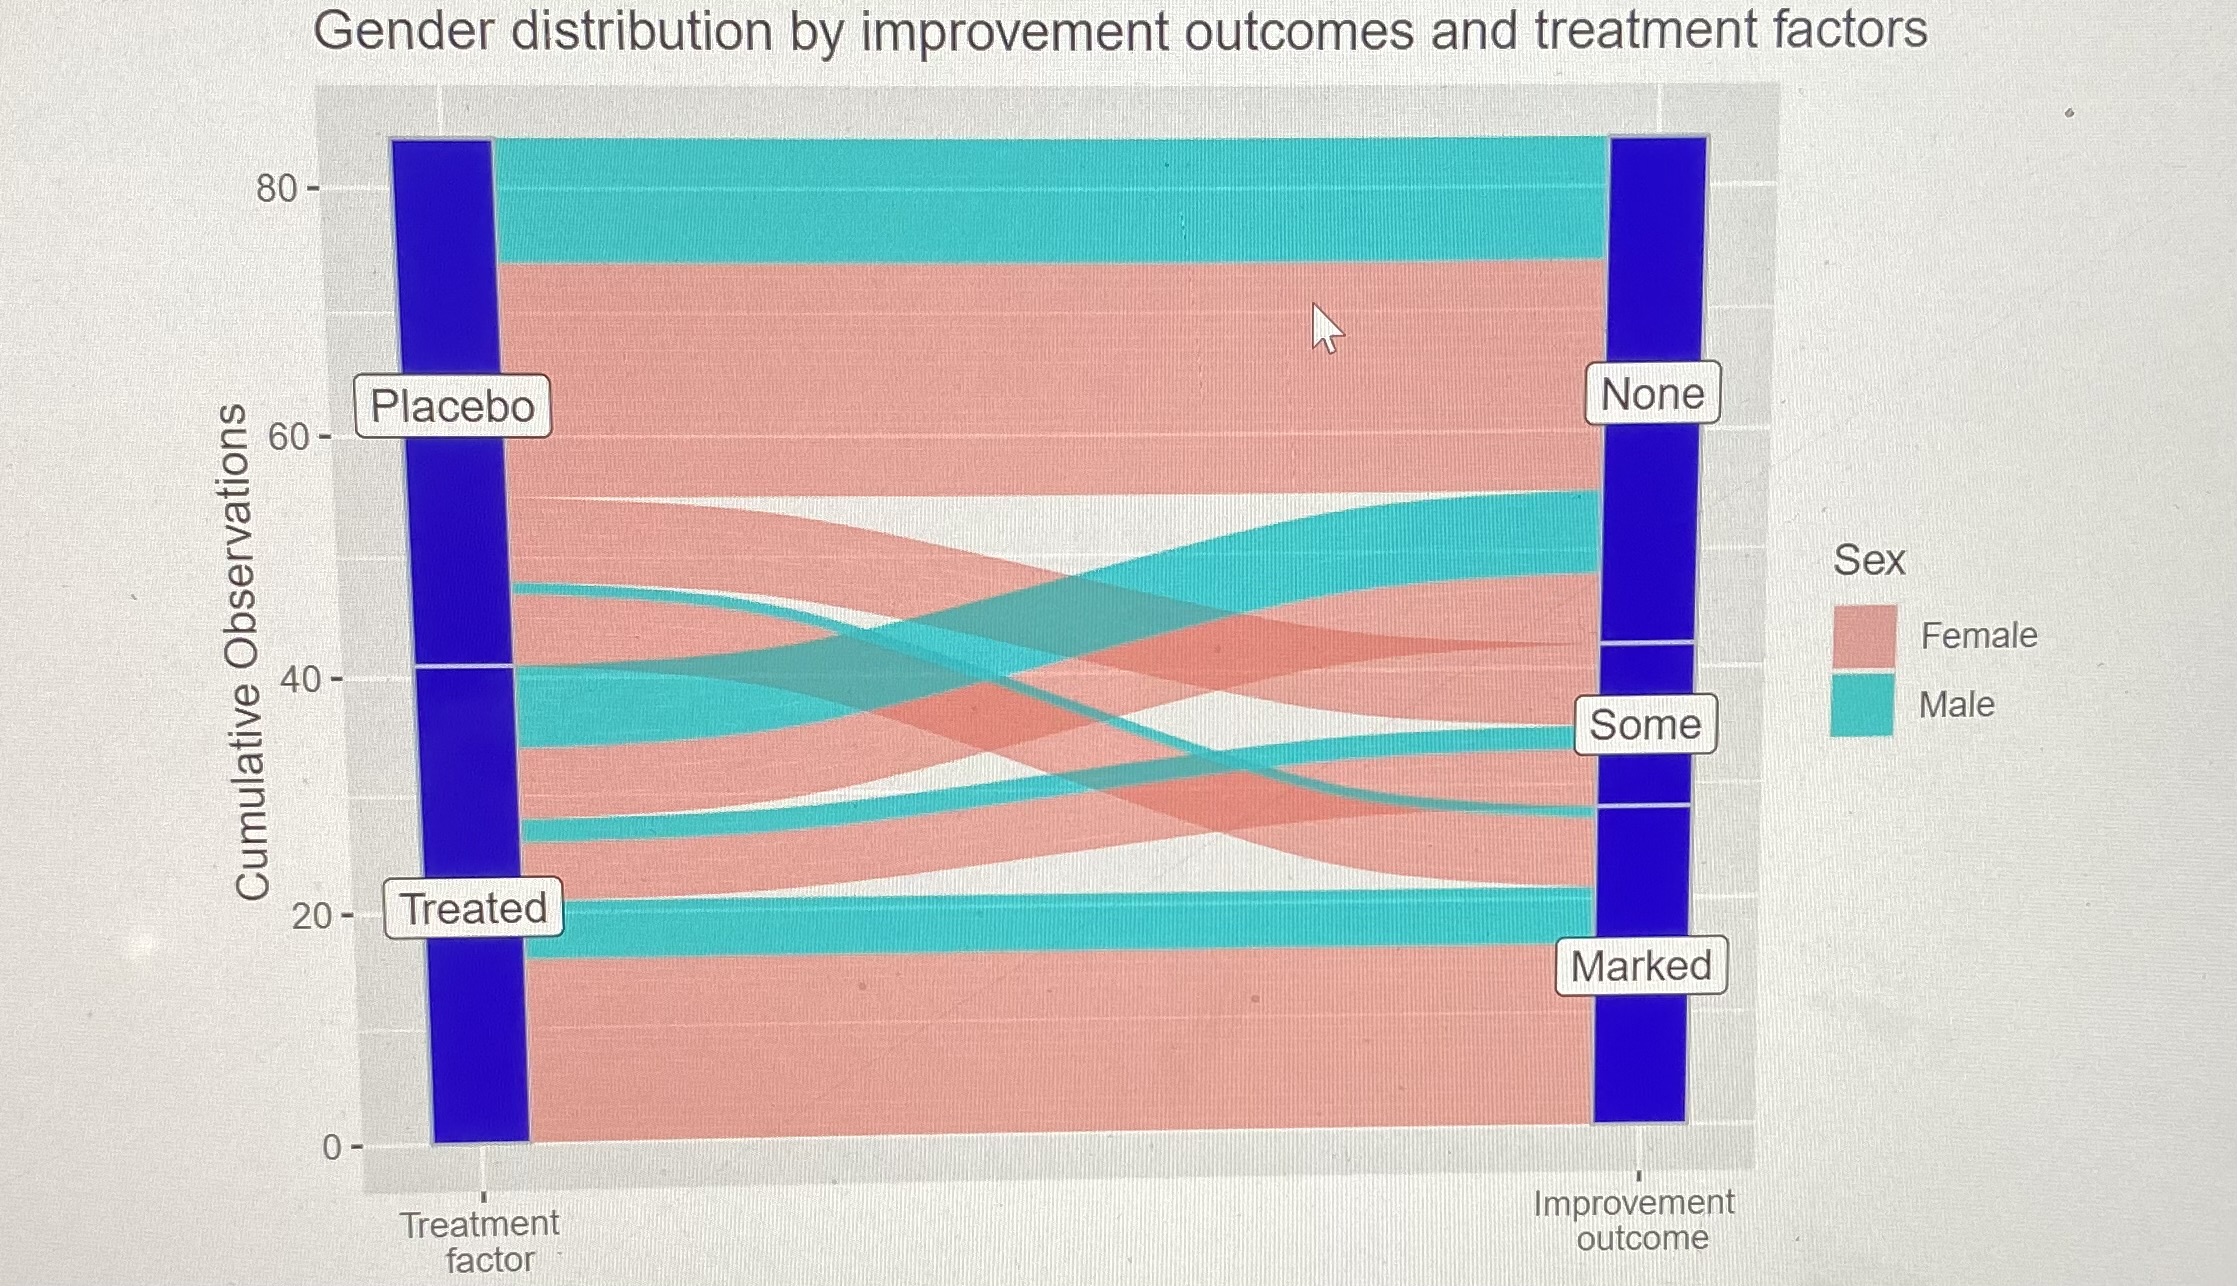 Gender distribution by improvement outcomes and treatment factors
Cumulative Observations
80
60
40
20
0
Placebo
Treated
None
Some
Marked
Treatment
factor
Improvement
outcome
Sex
Female
Male